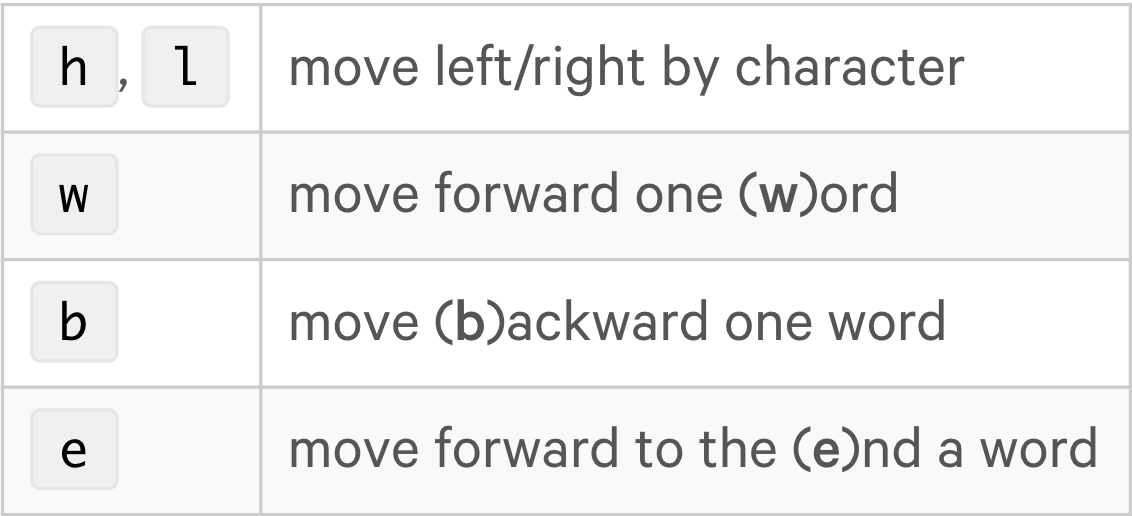 h, l move left/right by character
w move forward one (w)ord
b move (b)ackward one word
e move forward to the (e)nd a word